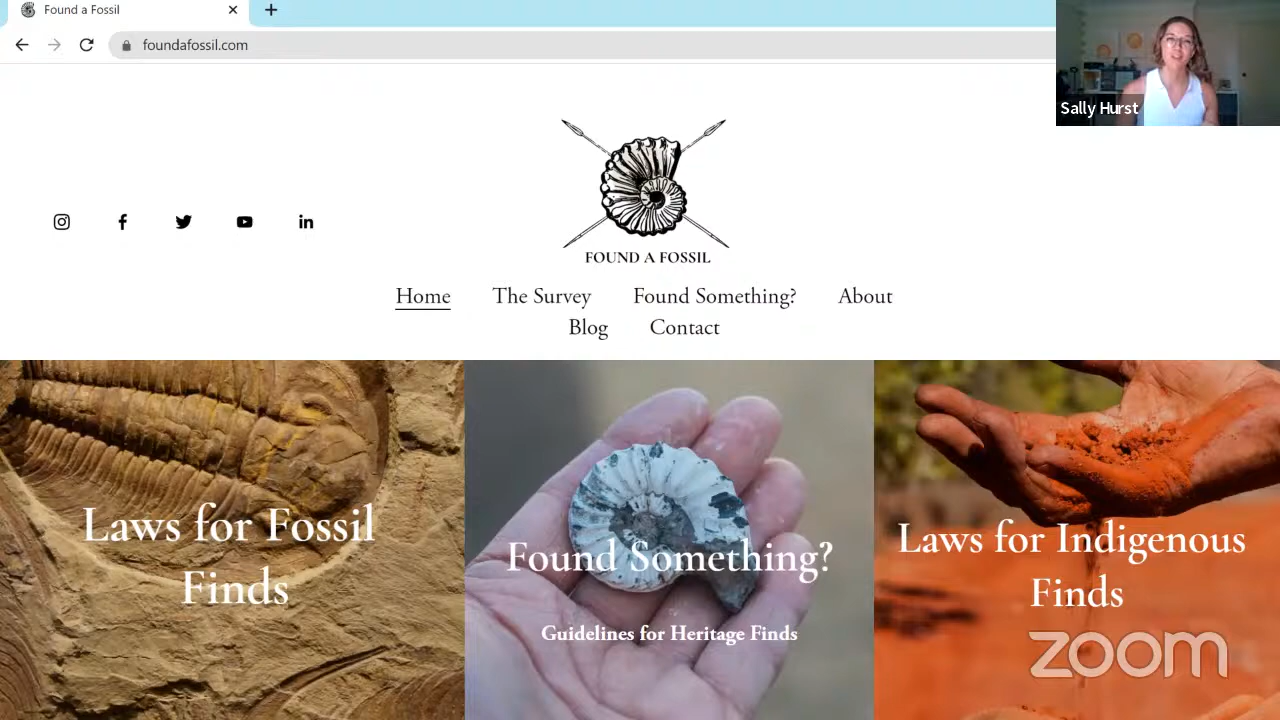 Found a Fossil
foundafossil.com
Sally Hurst
FOUND A FOSSIL
Home The Survey Found Something? About
Blog Contact
Laws for Fossil
Finds
Found Something?
Guidelines for Heritage Finds
Laws for Indigenous
Finds
zoom